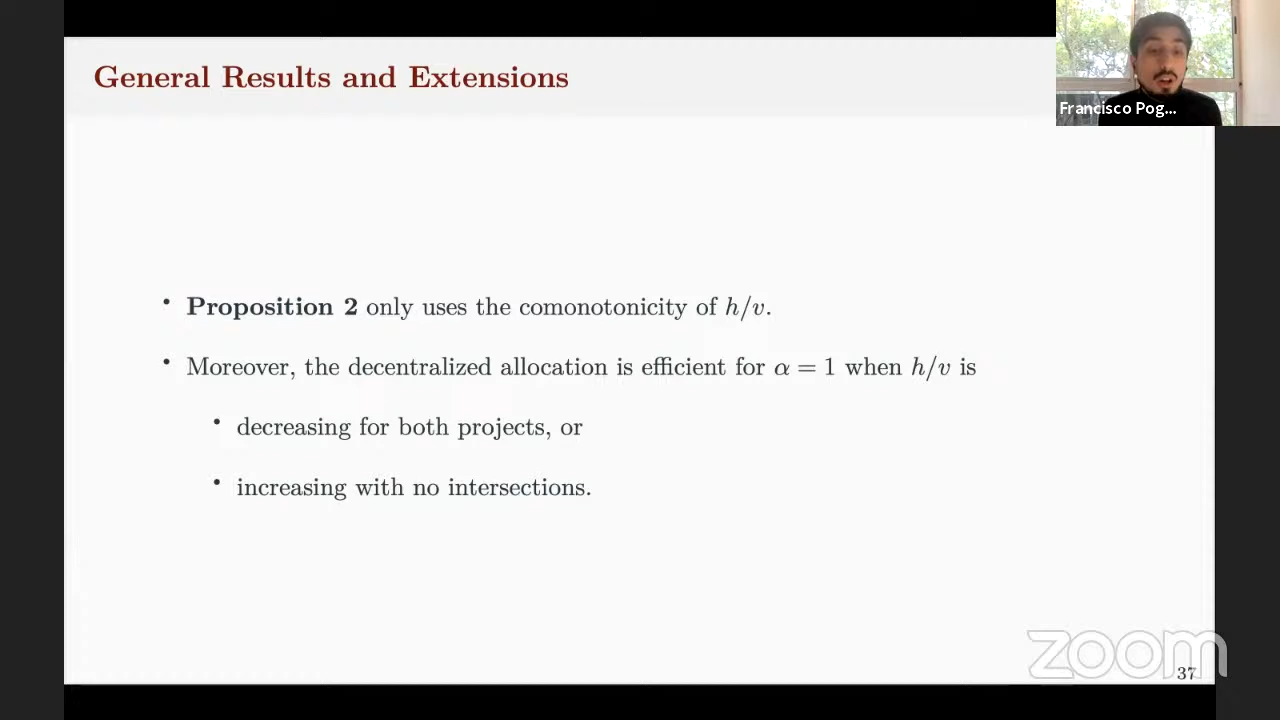 General Results and Extensions
Francisco Pog...
• Proposition 2 only uses the comonotonicity of h/v.
• Moreover, the decentralized allocation is efficient for α = 1 when h/v is
• decreasing for both projects, or
• increasing with no intersections.
zoom
37